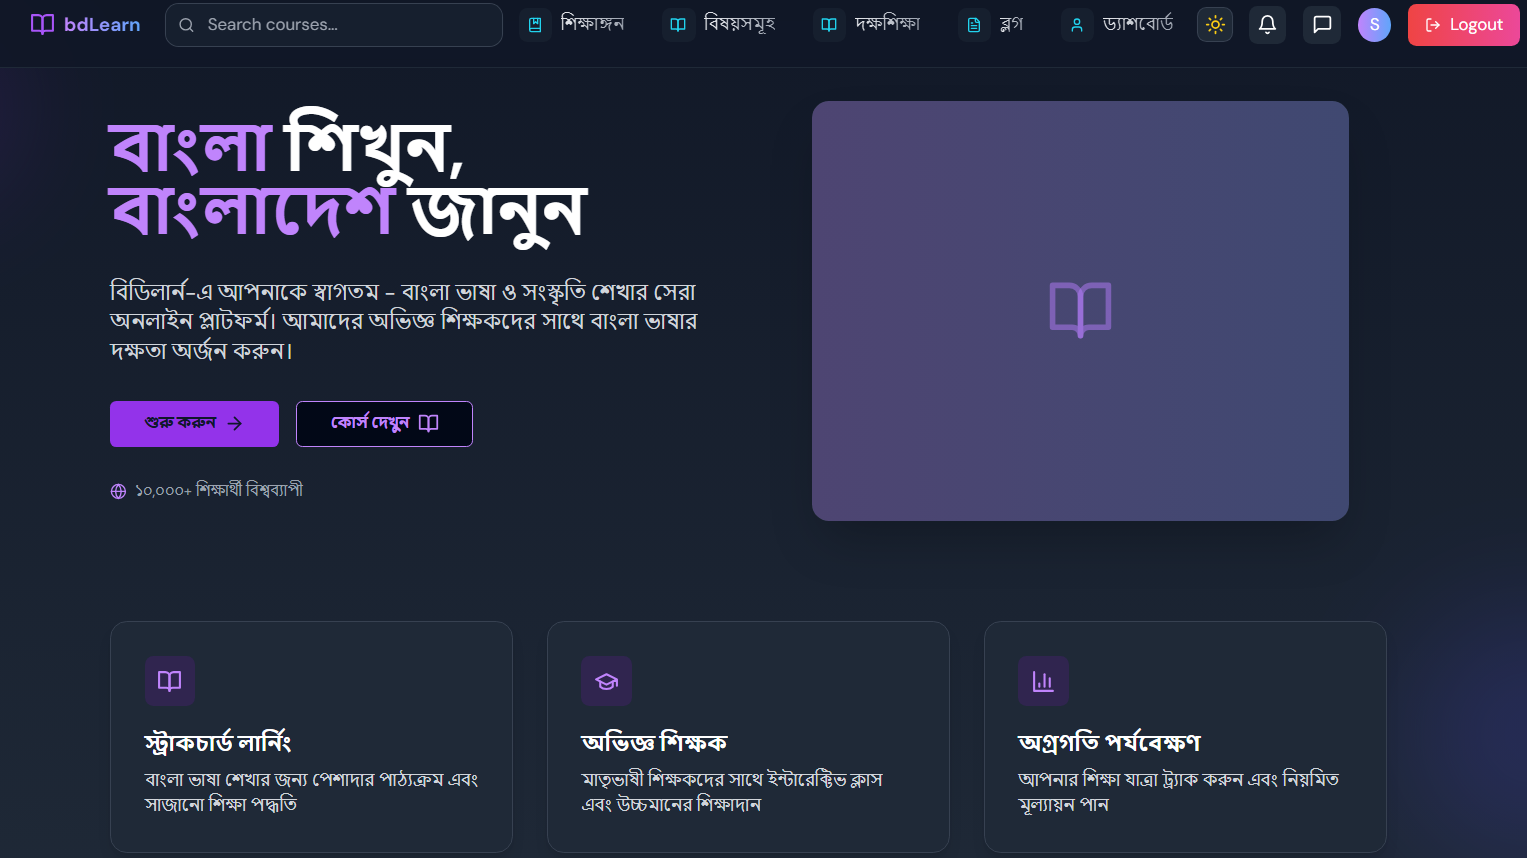 bdLearn
Search courses...
শিক্ষাঙ্গন
বিষয়সমূহ
দক্ষশিক্ষা
ব্লগ
ড্যাশবোর্ড
S
Logout
বাংলা শিখুন,
বাংলাদেশ জানুন
বিডিলার্ন-এ আপনাকে স্বাগতম - বাংলা ভাষা ও সংস্কৃতি শেখার সেরা
অনলাইন প্লাটফর্ম। আমাদের অভিজ্ঞ শিক্ষকদের সাথে বাংলা ভাষার
দক্ষতা অর্জন করুন।
শুরু করুন
কোর্স দেখুন
১০,০০০+ শিক্ষার্থী বিশ্বব্যাপী
স্ট্রাকচার্ড লার্নিং
বাংলা ভাষা শেখার জন্য পেশাদার পাঠ্যক্রম এবং
সাজানো শিক্ষা পদ্ধতি
অভিজ্ঞ শিক্ষক
মাতৃভাষী শিক্ষকদের সাথে ইন্টারেক্টিভ ক্লাস
এবং উচ্চমানের শিক্ষাদান
অগ্রগতি পর্যবেক্ষণ
আপনার শিক্ষা যাত্রা ট্র্যাক করুন এবং নিয়মিত
মূল্যায়ন পান